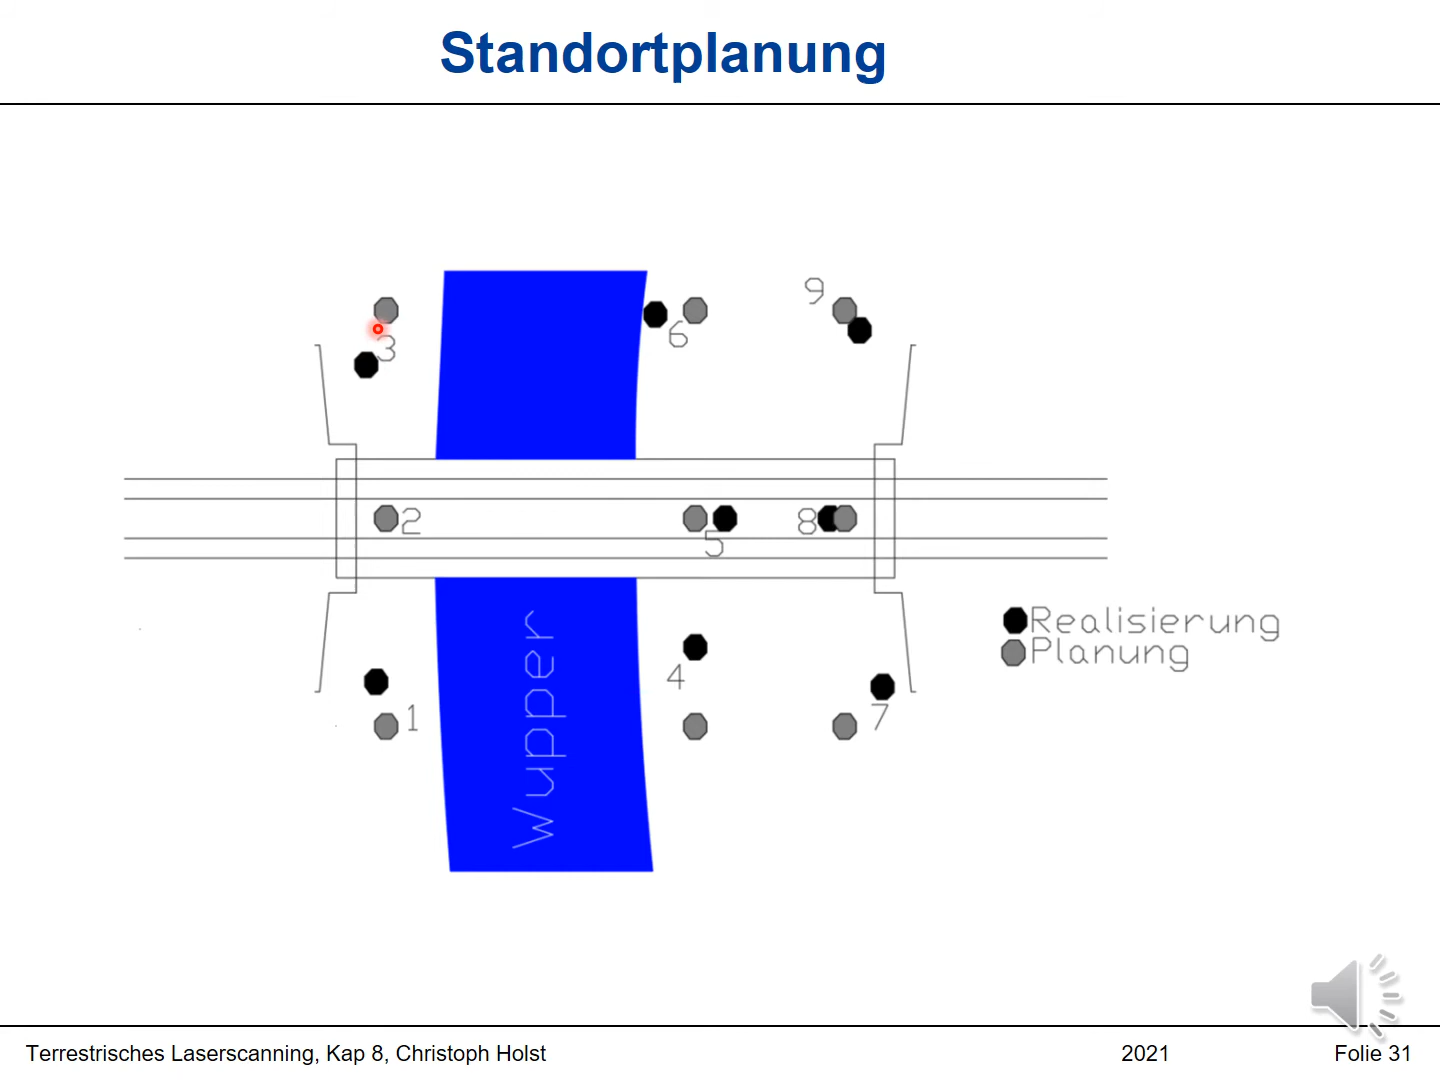 Standortplanung
9
6
3
2
8
5
Realisierung
Planung
4
1
7
Wupper
Terrestrisches Laserscanning, Kap 8, Christoph Holst
2021
Folie 31